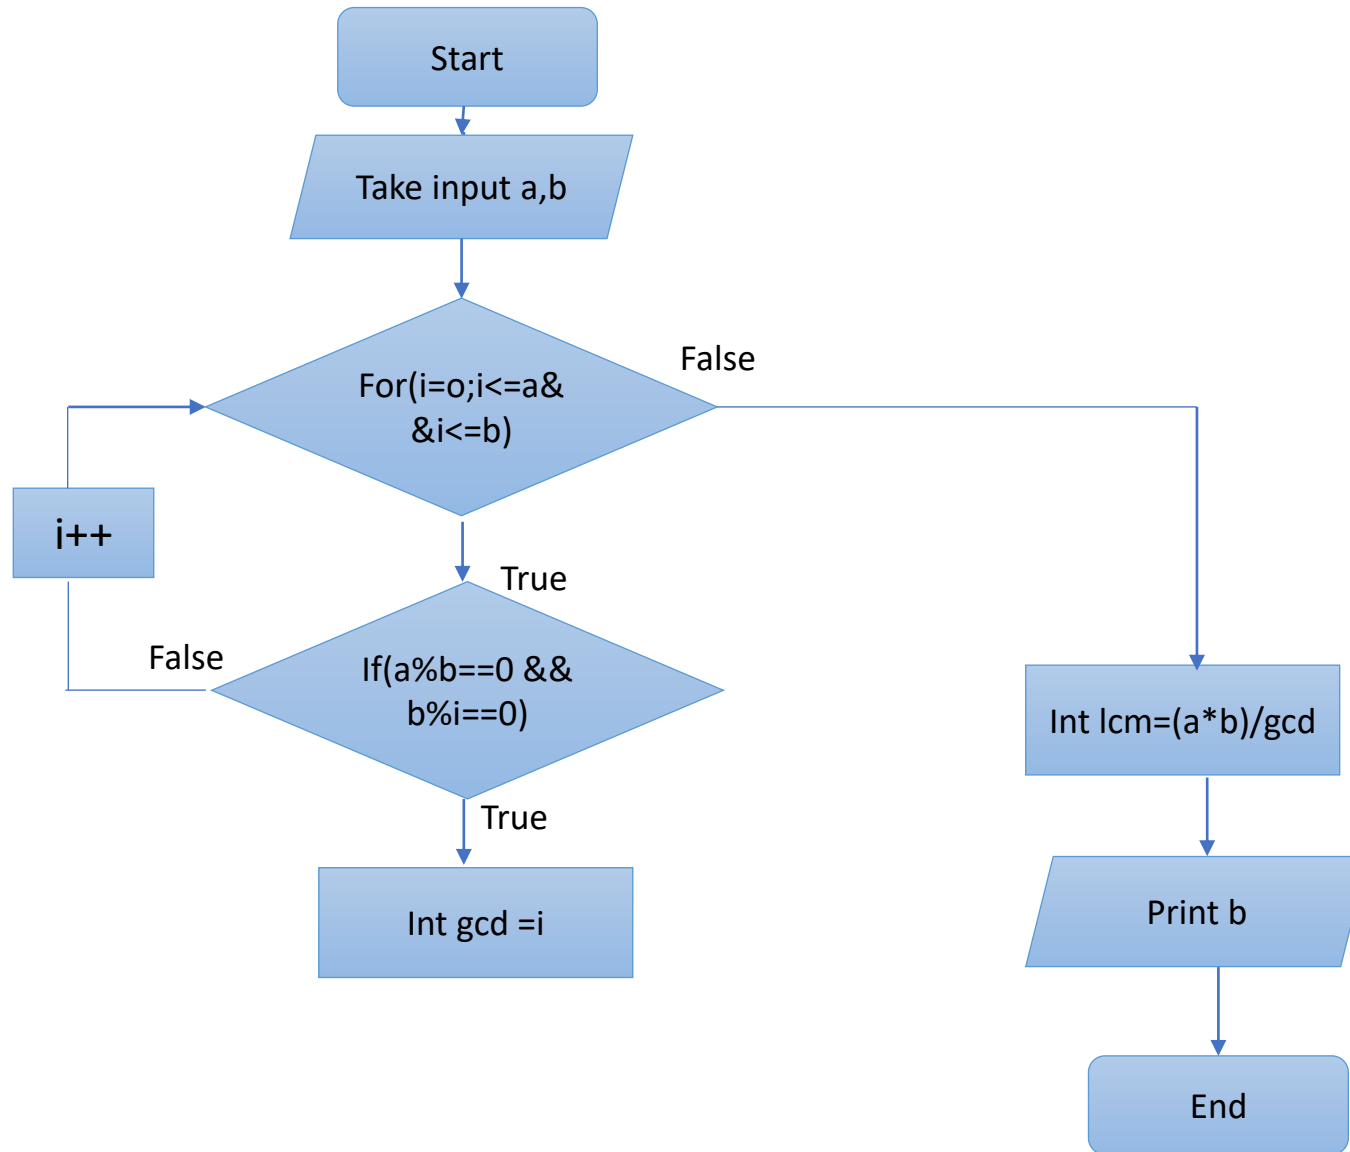 Start
Take input a,b
For(i=o;i<=a&
&i<=b)
False
i++
True
False
If(a%b==0 &&
b%i==0)
True
Int gcd =i
Int lcm=(a*b)/gcd
Print b
End